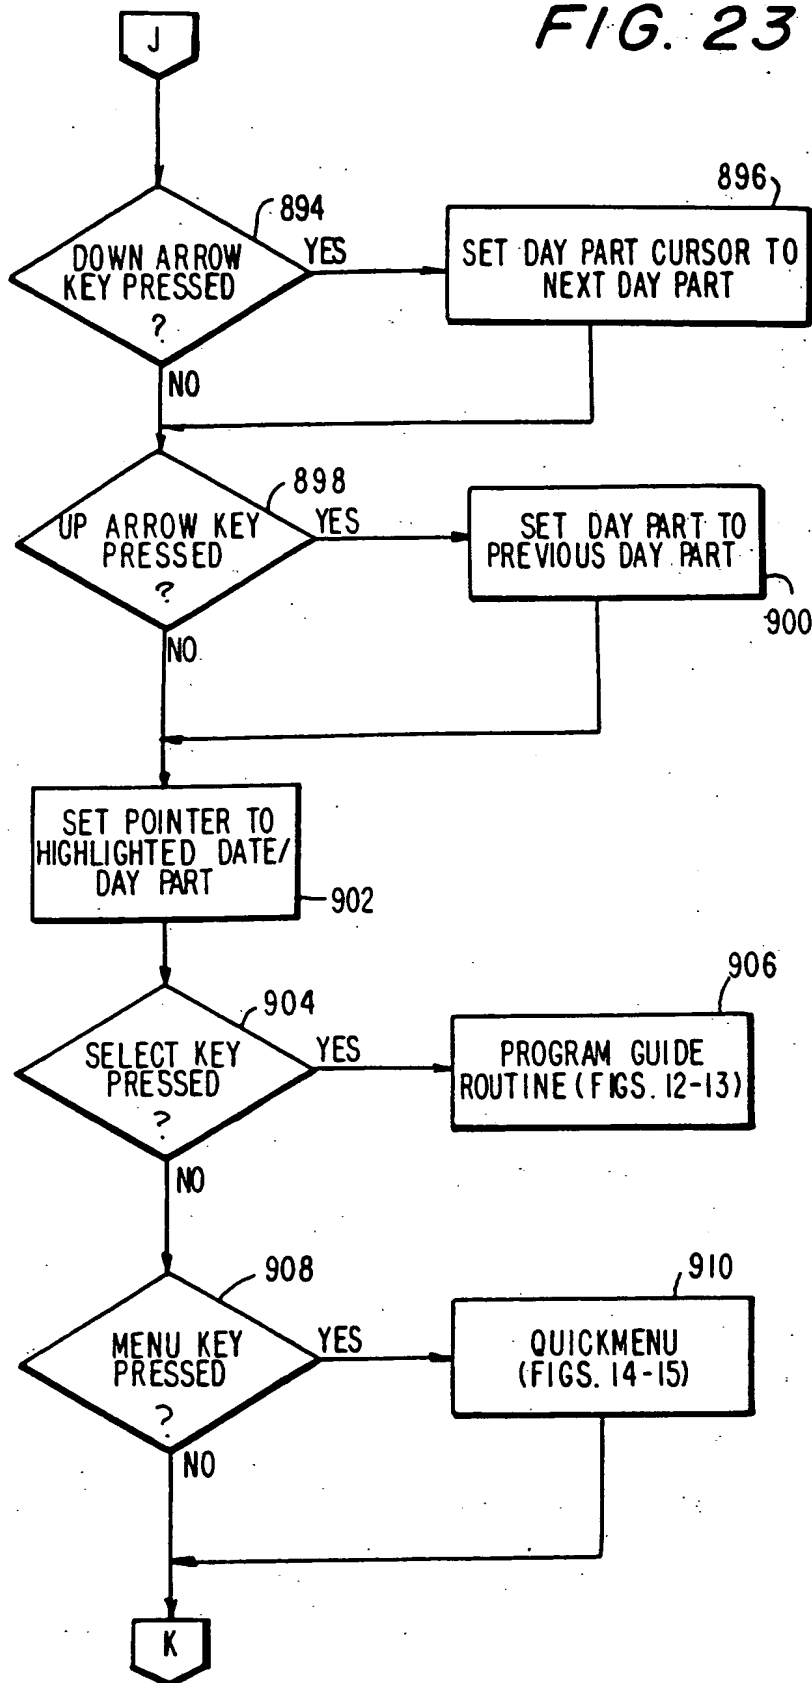 FIG. 23
J
894
DOWN ARROW
KEY PRESSED
?
YES
896
SET DAY PART CURSOR TO
NEXT DAY PART
NO
898
UP ARROW KEY
PRESSED
?
YES
SET DAY PART TO
PREVIOUS DAY PART
900
NO
SET POINTER TO
HIGHLIGHTED DATE/
DAY PART
902
904
SELECT KEY
PRESSED
?
YES
906
PROGRAM GUIDE
ROUTINE (FIGS. 12-13)
NO
908
MENU KEY
PRESSED
?
YES
910
QUICKMENU
(FIGS. 14-15)
NO
K